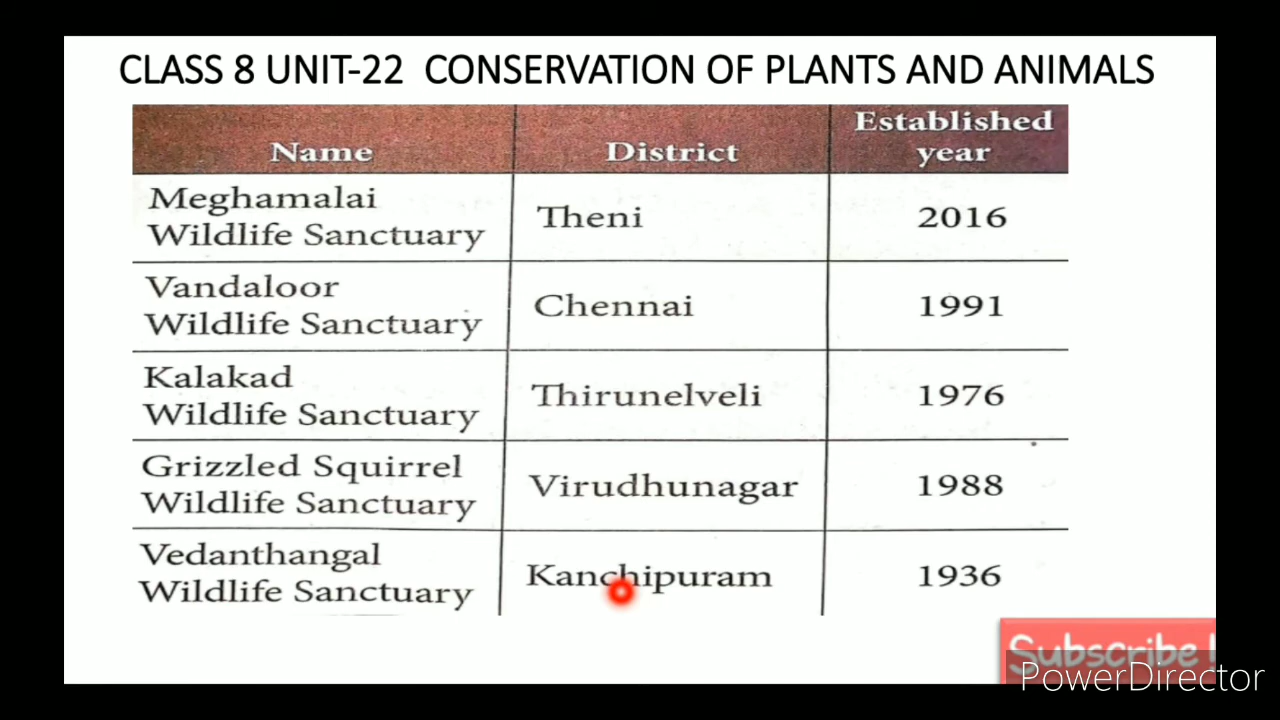 CLASS 8 UNIT-22 CONSERVATION OF PLANTS AND ANIMALS
Name District Established year
Meghamalai
Wildlife Sanctuary Theni 2016
Vandaloor
Wildlife Sanctuary Chennai 1991
Kalakad
Wildlife Sanctuary Thirunelveli 1976
Grizzled Squirrel
Wildlife Sanctuary Virudhunagar 1988
Vedanthangal
Wildlife Sanctuary Kanchipuram 1936
Subscribe !
PowerDirector